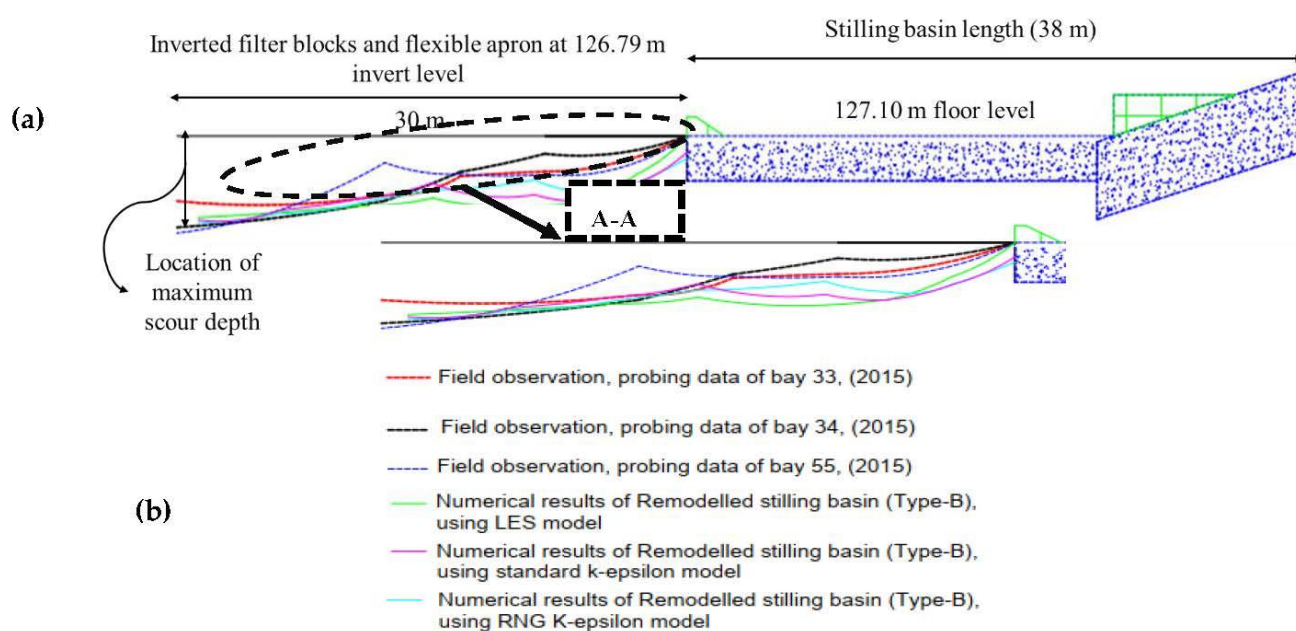 Stilling basin length (38 m)
Inverted filter blocks and flexible apron at 126.79 m
invert level
(a)
30 m
127.10 m floor level
A-A
Location of
maximum
scour depth
Field observation, probing data of bay 33, (2015)
Field observation, probing data of bay 34, (2015)
Field observation, probing data of bay 55, (2015)
(b)
Numerical results of Remodelled stilling basin (Type-B),
using LES model
Numerical results of Remodelled stilling basin (Type-B),
using standard k-epsilon model
Numerical results of Remodelled stilling basin (Type-B),
using RNG K-epsilon model